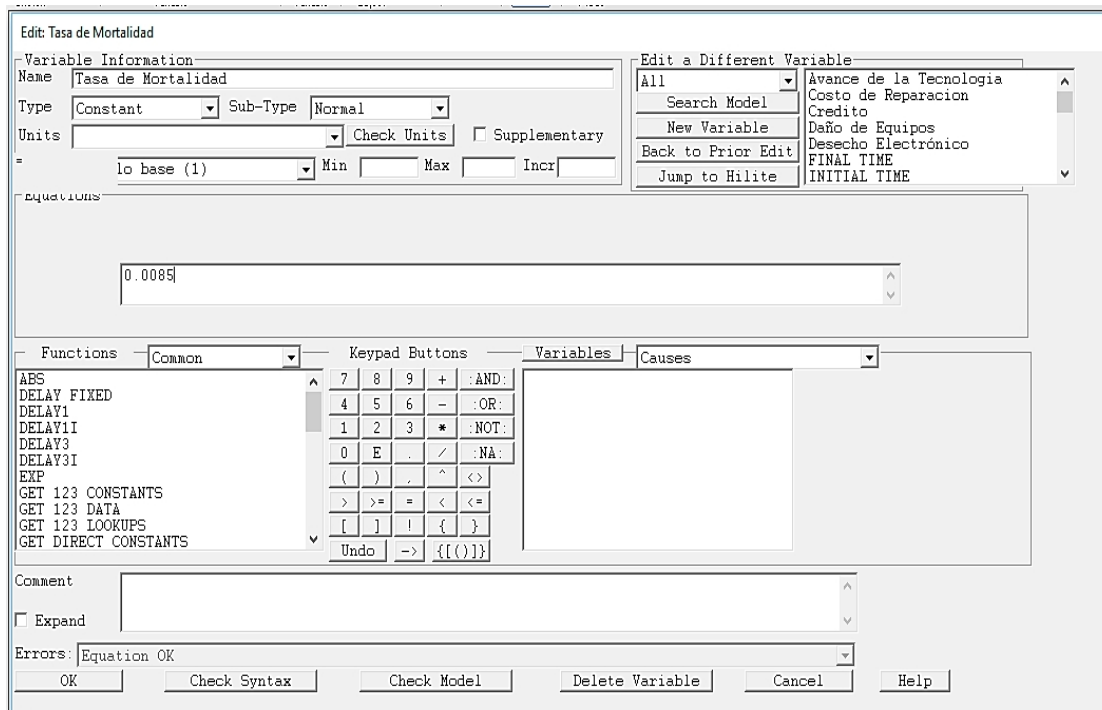 Edit: Tasa de Mortalidad
Variable Information
Name Tasa de Mortalidad
Type Constant Sub-Type Normal
Units Check Units Supplementary
= lo base (1) Min Max Incr
Edit a Different Variable
All
Search Model
New Variable
Back to Prior Edit
Jump to Hilite
Avance de la Tecnologia
Costo de Reparacion
Credito
Daño de Equipos
Desecho Electrónico
FINAL TIME
INITIAL TIME
Equations
0.0085
Functions Common
ABS
DELAY FIXED
DELAY1
DELAY1I
DELAY3
DELAY3I
EXP
GET 123 CONSTANTS
GET 123 DATA
GET 123 LOOKUPS
GET DIRECT CONSTANTS
Keypad Buttons
7 8 9 + :AND:
4 5 6 - :OR:
1 2 3 * :NOT:
0 E . / :NA:
( ) , ^ <>
> >= = < <=
[ ] ! { }
Undo -> {[()]}
Variables Causes
Comment
Expand
Errors: Equation OK
OK Check Syntax Check Model Delete Variable Cancel Help